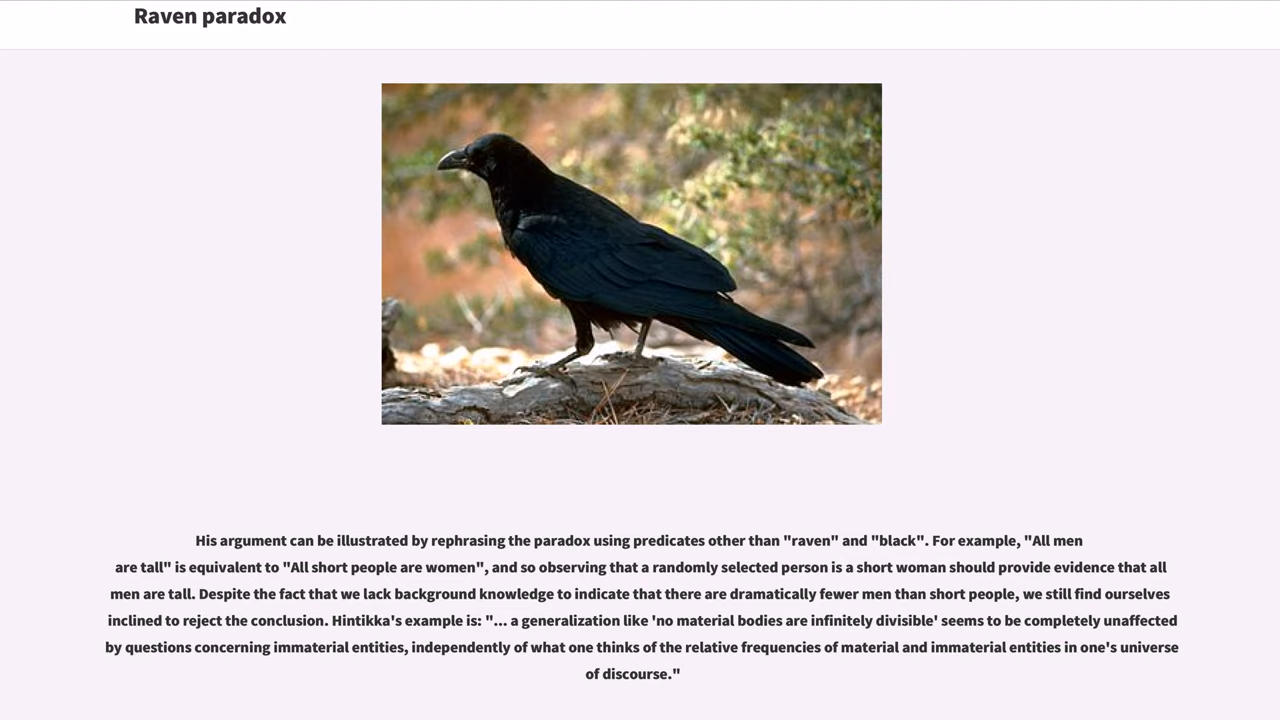 Raven paradox
His argument can be illustrated by rephrasing the paradox using predicates other than "raven" and "black". For example, "All men
are tall" is equivalent to "All short people are women", and so observing that a randomly selected person is a short woman should provide evidence that all
men are tall. Despite the fact that we lack background knowledge to indicate that there are dramatically fewer men than short people, we still find ourselves
inclined to reject the conclusion. Hintikka's example is: "... a generalization like 'no material bodies are infinitely divisible' seems to be completely unaffected
by questions concerning immaterial entities, independently of what one thinks of the relative frequencies of material and immaterial entities in one's universe
of discourse."